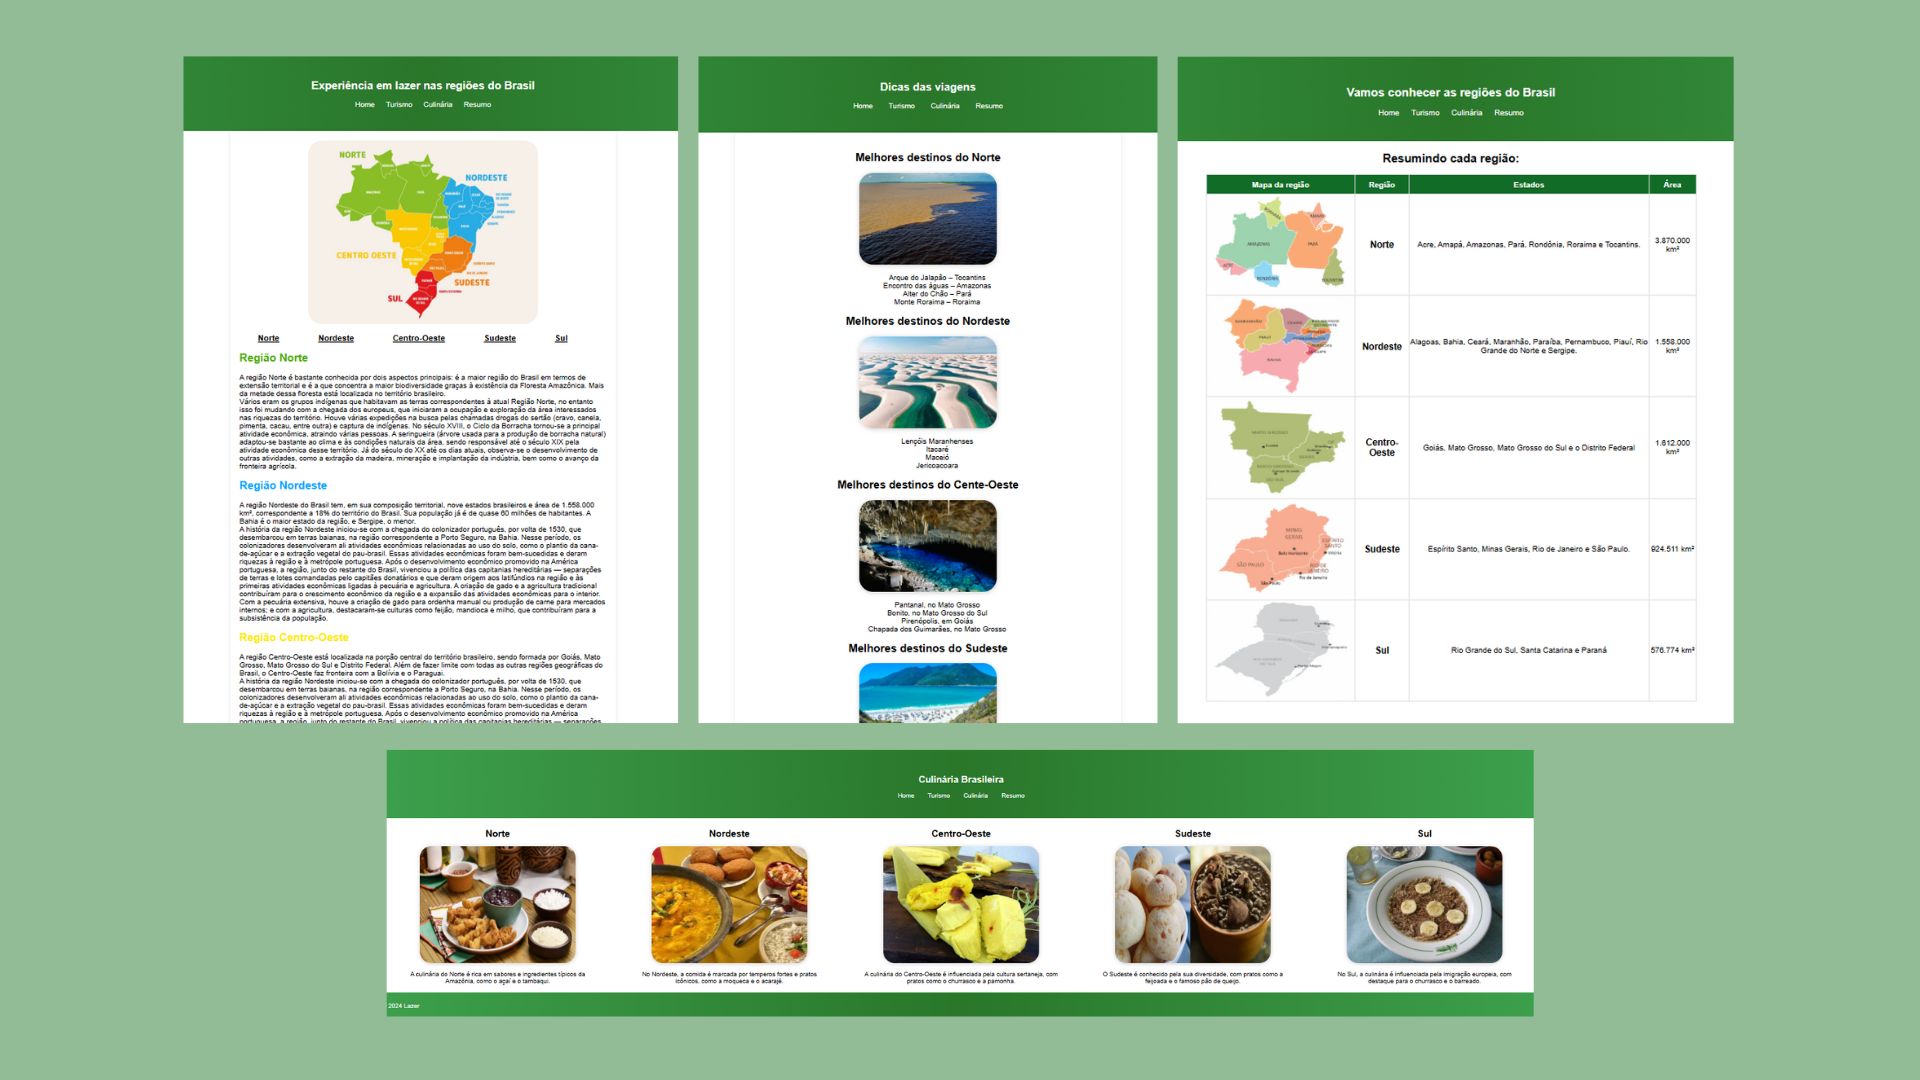 Experiência em lazer nas regiões do Brasil
Home Turismo Culinária Resumo
NORTE
NORDESTE
CENTRO OESTE
SUDESTE
SUL
Norte Nordeste Centro-Oeste Sudeste Sul
Região Norte
A região Norte é bastante conhecida por dois aspectos principais: é a maior região do Brasil em termos de
extensão territorial e é a que concentra a maior biodiversidade graças à existência da Floresta Amazônica. Mais
da metade dessa floresta está localizada no território brasileiro.
Vários eram os grupos indígenas que habitavam as terras correspondentes à atual Região Norte, no entanto
isso foi mudando com a chegada dos europeus, que iniciaram a ocupação e exploração da área interessados
nas riquezas do território. Houve várias expedições na busca pelas chamadas drogas do sertão (cravo, canela,
pimenta, cacau, entre outra) e captura de indígenas. No século XVIII, o Ciclo da Borracha tornou-se a principal
atividade econômica, atraindo várias pessoas. A seringueira (árvore usada para a produção de borracha natural)
adaptou-se bastante ao clima e às condições naturais da área, sendo responsável até o século XIX pela
atividade econômica desse território. Já do século do XX até os dias atuais, observa-se o desenvolvimento de
outras atividades, como a extração da madeira, mineração e implantação da indústria, bem como o avanço da
fronteira agrícola.
Região Nordeste
A região Nordeste do Brasil tem, em sua composição territorial, nove estados brasileiros e área de 1.558.000
km², correspondente a 18% do território do Brasil. Sua população já é de quase 60 milhões de habitantes. A
Bahia é o maior estado da região, e Sergipe, o menor.
A história da região Nordeste iniciou-se com a chegada do colonizador português, por volta de 1530, que
desembarcou em terras baianas, na região correspondente a Porto Seguro, na Bahia. Nesse período, os
colonizadores desenvolveram ali atividades econômicas relacionadas ao uso do solo, como o plantio da cana-
de-açúcar e a extração vegetal do pau-brasil. Essas atividades econômicas foram bem-sucedidas e deram
riquezas à região e à metrópole portuguesa. Após o desenvolvimento econômico promovido na América
portuguesa, a região, junto do restante do Brasil, vivenciou a política das capitanias hereditárias — separações
de terras e lotes comandadas pelo capitães donatários e que deram origem aos latifúndios na região e às
primeiras atividades econômicas ligadas à pecuária e agricultura. A criação de gado e a agricultura tradicional
contribuíram para o crescimento econômico da região e a expansão das atividades econômicas para o interior.
Com a pecuária extensiva, houve a criação de gado para ordenha manual ou produção de carne para mercados
internos; e com a agricultura, destacaram-se culturas como feijão, mandioca e milho, que contribuíram para a
subsistência da população.
Região Centro-Oeste
A região Centro-Oeste está localizada na porção central do território brasileiro, sendo formada por Goiás, Mato
Grosso, Mato Grosso do Sul e Distrito Federal. Além de fazer limite com todas as outras regiões geográficas do
Brasil, o Centro-Oeste faz fronteira com a Bolívia e o Paraguai.
A história da região Nordeste iniciou-se com a chegada do colonizador português, por volta de 1530, que
desembarcou em terras baianas, na região correspondente a Porto Seguro, na Bahia. Nesse período, os
colonizadores desenvolveram ali atividades econômicas relacionadas ao uso do solo, como o plantio da cana-
de-açúcar e a extração vegetal do pau-brasil. Essas atividades econômicas foram bem-sucedidas e deram
riquezas à região e à metrópole portuguesa. Após o desenvolvimento econômico promovido na América
portuguesa, a região, junto do restante do Brasil, vivenciou a política das capitanias hereditárias — separações
Dicas das viagens
Home Turismo Culinária Resumo
Melhores destinos do Norte
Arque do Jalapão – Tocantins
Encontro das águas – Amazonas
Alter do Chão – Pará
Monte Roraima – Roraima
Melhores destinos do Nordeste
Lençóis Maranhenses
Itacaré
Maceió
Jericoacoara
Melhores destinos do Cente-Oeste
Pantanal, no Mato Grosso
Bonito, no Mato Grosso do Sul
Pirenópolis, em Goiás
Chapada dos Guimarães, no Mato Grosso
Melhores destinos do Sudeste
Vamos conhecer as regiões do Brasil
Home Turismo Culinária Resumo
Resumindo cada região:
Mapa da região Região Estados Área
AMAZONAS
PARÁ
Norte
Acre, Amapá, Amazonas, Pará, Rondônia, Roraima e Tocantins.
3.870.000
km²
BAHIA
Nordeste
Alagoas, Bahia, Ceará, Maranhão, Paraíba, Pernambuco, Piauí, Rio
Grande do Norte e Sergipe.
1.558.000
km²
Centro-
Oeste
Goiás, Mato Grosso, Mato Grosso do Sul e o Distrito Federal
1.612.000
km²
MINAS
GERAIS
Belo Horizonte
ESPÍRITO
SANTO
SÃO PAULO
São Paulo
RIO DE
JANEIRO
Rio de Janeiro
Sudeste
Espírito Santo, Minas Gerais, Rio de Janeiro e São Paulo.
924.511 km²
Sul
Rio Grande do Sul, Santa Catarina e Paraná
576.774 km²
Culinária Brasileira
Home Turismo Culinária Resumo
Norte Nordeste Centro-Oeste Sudeste Sul
A culinária do Norte é rica em sabores e ingredientes típicos da
Amazônia, como o açaí e o tambaqui.
No Nordeste, a comida é marcada por temperos fortes e pratos
icônicos, como a moqueca e o acarajé.
A culinária do Centro-Oeste é influenciada pela cultura sertaneja, com
pratos como o churrasco e a pamonha.
O Sudeste é conhecido pela sua diversidade, com pratos como a
feijoada e o famoso pão de queijo.
No Sul, a culinária é influenciada pela imigração europeia, com
destaque para o churrasco e o barreado.
2024 Lazer